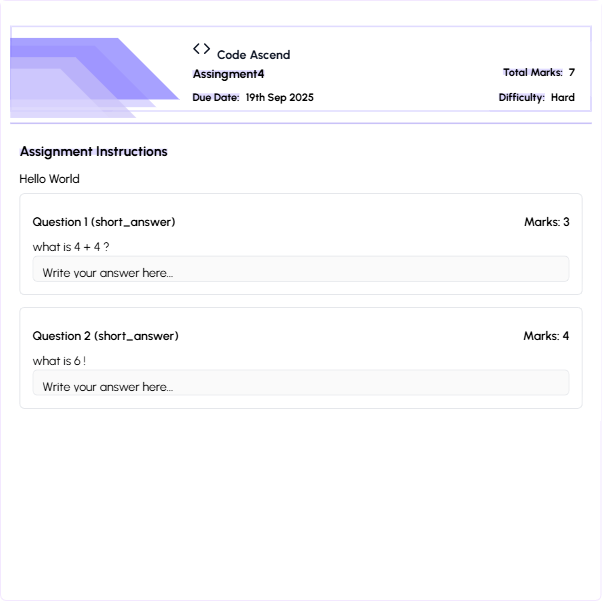 <> Code Ascend
Assingment4
Total Marks: 7
Due Date: 19th Sep 2025
Difficulty: Hard
Assignment Instructions
Hello World
Question 1 (short_answer)
Marks: 3
what is 4 + 4 ?
Write your answer here...
Question 2 (short_answer)
Marks: 4
what is 6 !
Write your answer here...